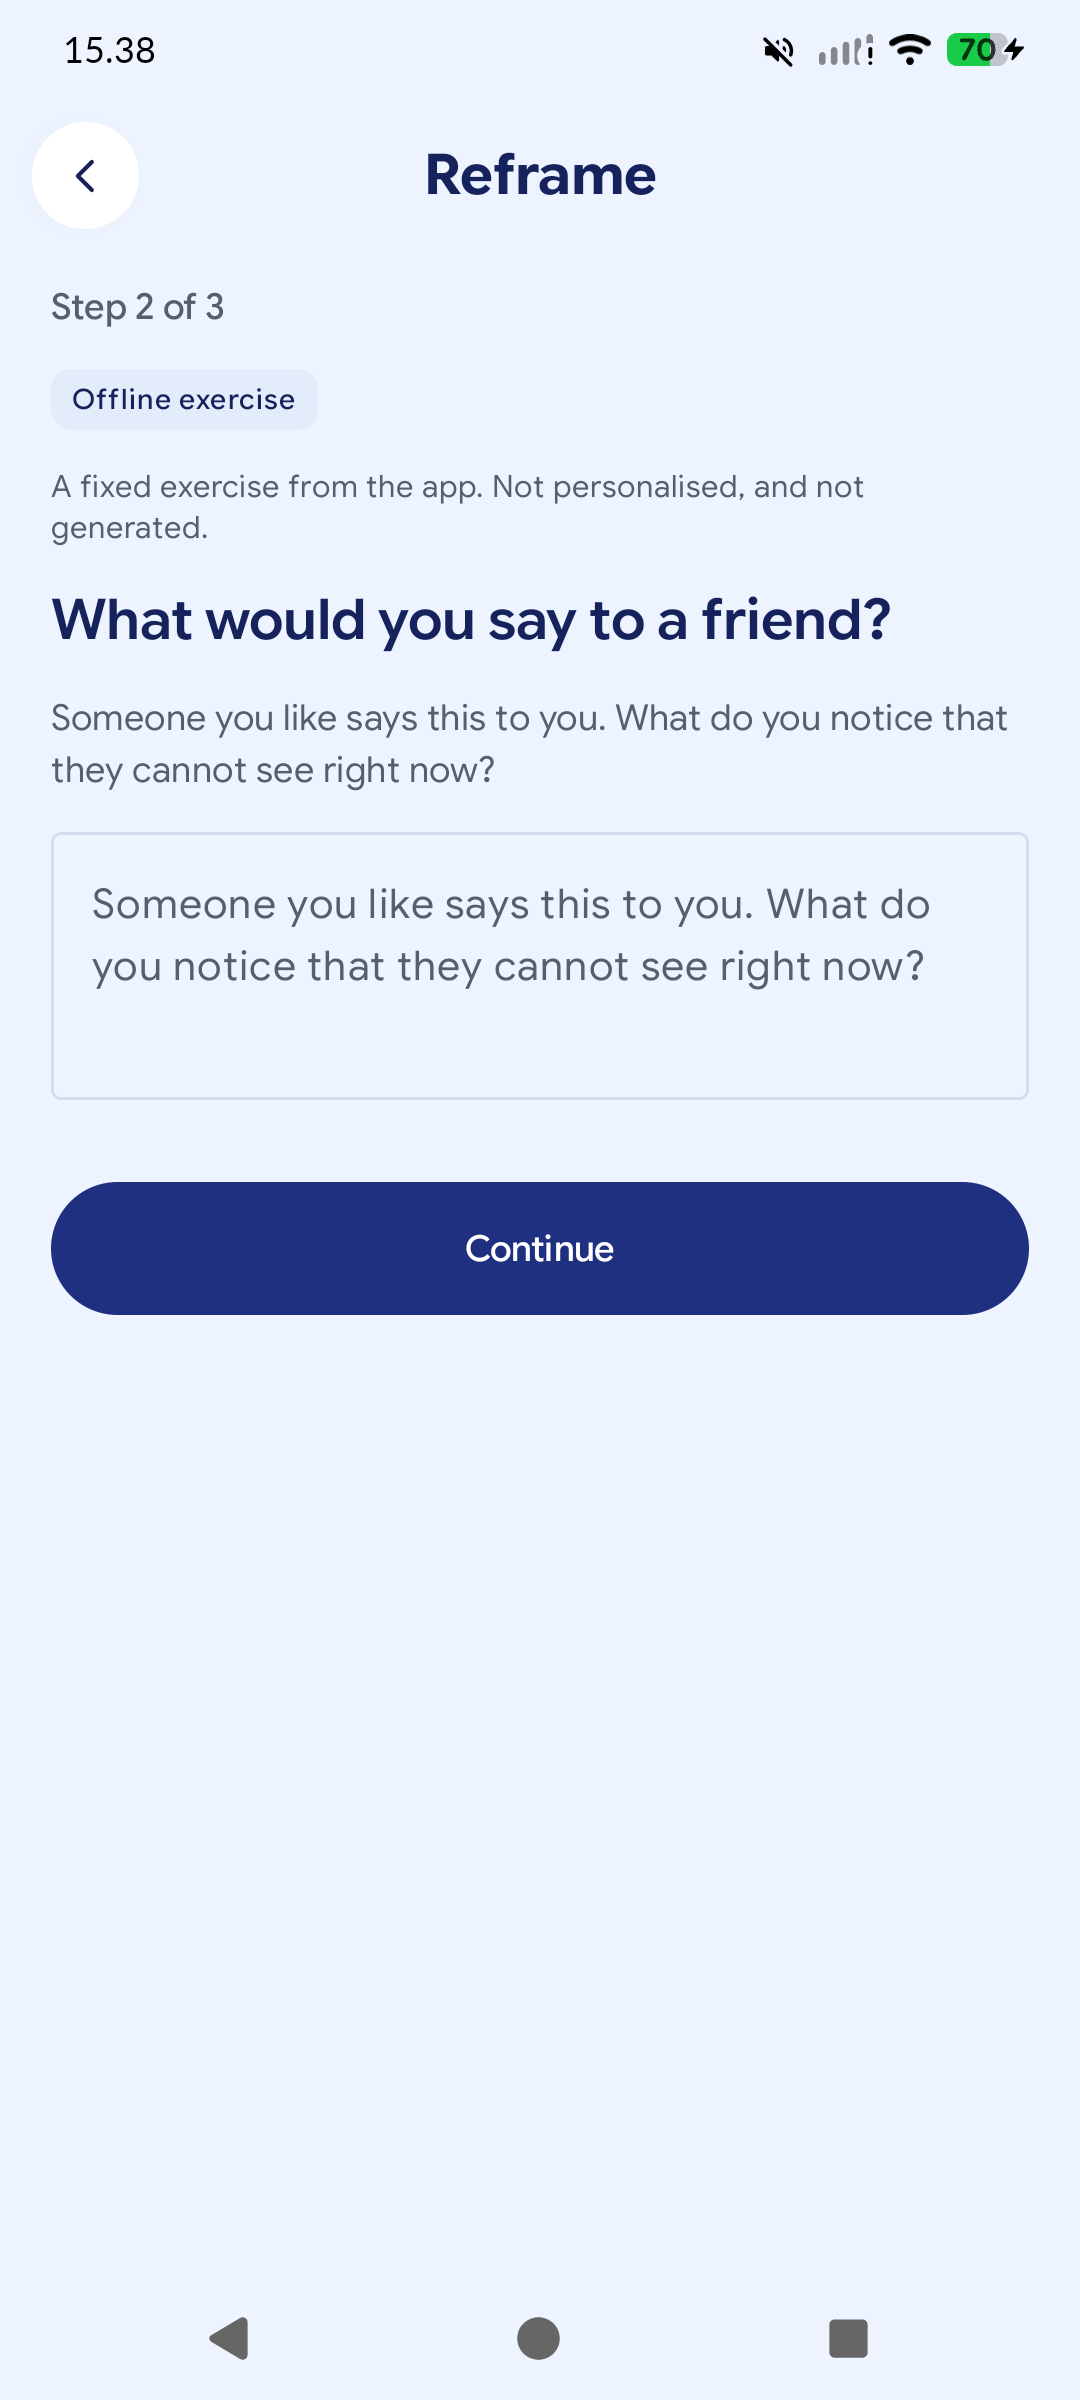 15.38
70
Reframe
Step 2 of 3
Offline exercise
A fixed exercise from the app. Not personalised, and not
generated.
What would you say to a friend?
Someone you like says this to you. What do you notice that
they cannot see right now?
Someone you like says this to you. What do
you notice that they cannot see right now?
Continue